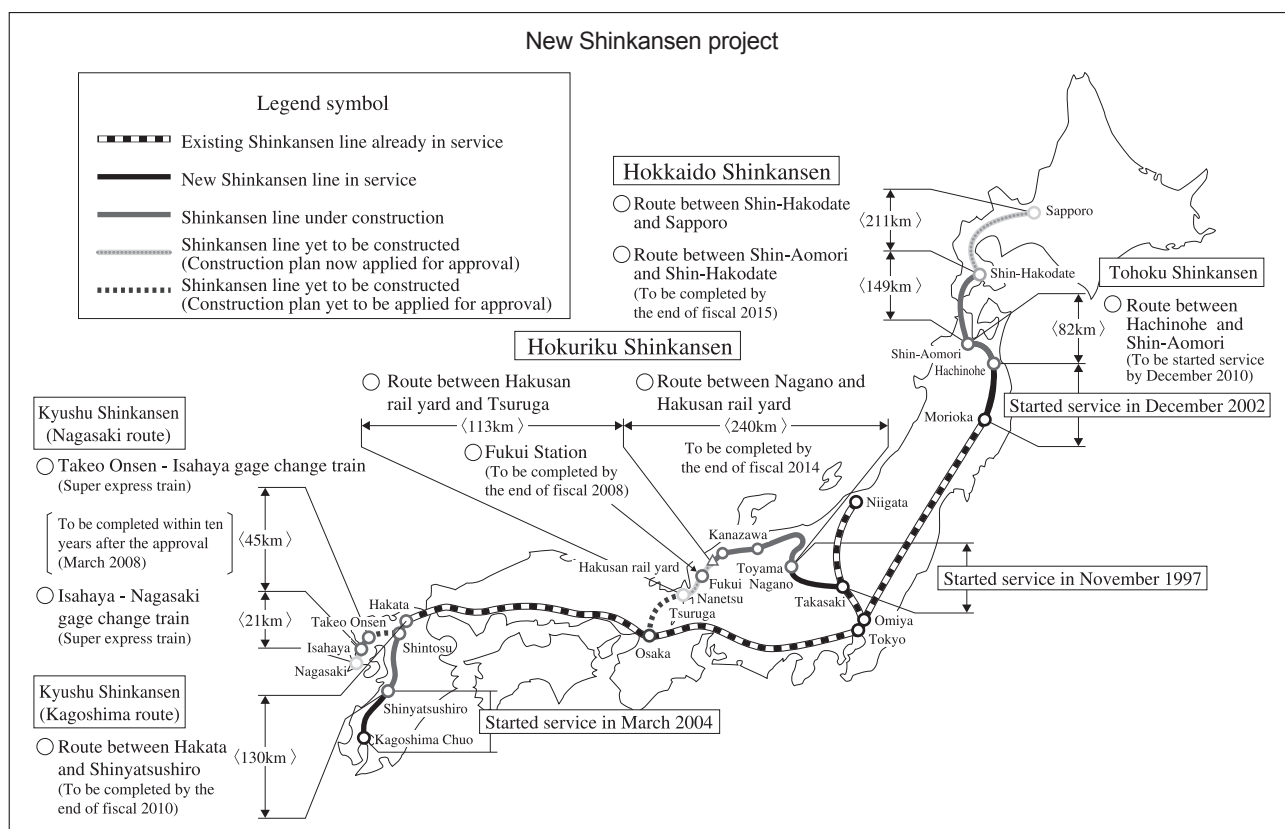 New Shinkansen project
Legend symbol
Existing Shinkansen line already in service
New Shinkansen line in service
Shinkansen line under construction
Shinkansen line yet to be constructed
(Construction plan now applied for approval)
Shinkansen line yet to be constructed
(Construction plan yet to be applied for approval)
Hokkaido Shinkansen
Route between Shin-Hakodate
and Sapporo
〈211km〉
Sapporo
Route between Shin-Aomori
and Shin-Hakodate
(To be completed by
the end of fiscal 2015)
〈149km〉
Shin-Hakodate
Tohoku Shinkansen
Route between
Hachinohe and
Shin-Aomori
(To be started service
by December 2010)
〈82km〉
Shin-Aomori
Hachinohe
Started service in December 2002
Morioka
Hokuriku Shinkansen
Route between Hakusan
rail yard and Tsuruga
〈113km〉
Route between Nagano and
Hakusan rail yard
〈240km〉
To be completed by
the end of fiscal 2014
Fukui Station
(To be completed by
the end of fiscal 2008)
Niigata
Kanazawa
Hakusan rail yard
Toyama
Fukui
Nagano
Nanetsu
Tsuruga
Takasaki
Started service in November 1997
Omiya
Tokyo
Osaka
Kyushu Shinkansen
(Nagasaki route)
Takeo Onsen - Isahaya gage change train
(Super express train)
To be completed within ten
years after the approval
(March 2008)
〈45km〉
Isahaya - Nagasaki
gage change train
(Super express train)
〈21km〉
Hakata
Takeo Onsen
Isahaya
Shintosu
Nagasaki
Kyushu Shinkansen
(Kagoshima route)
Route between Hakata
and Shinyatsushiro
(To be completed by the
end of fiscal 2010)
〈130km〉
Shinyatsushiro
Started service in March 2004
Kagoshima Chuo